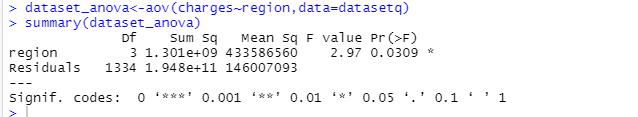 > dataset_anova<-aov(charges~region,data=datasetq)
> summary(dataset_anova)
              Df    Sum Sq   Mean Sq F value Pr(>F)
region         3 1.301e+09 433586560    2.97 0.0309 *
Residuals   1334 1.948e+11 146007093
---
Signif. codes:  0 ‘***’ 0.001 ‘**’ 0.01 ‘*’ 0.05 ‘.’ 0.1 ‘ ’ 1
>